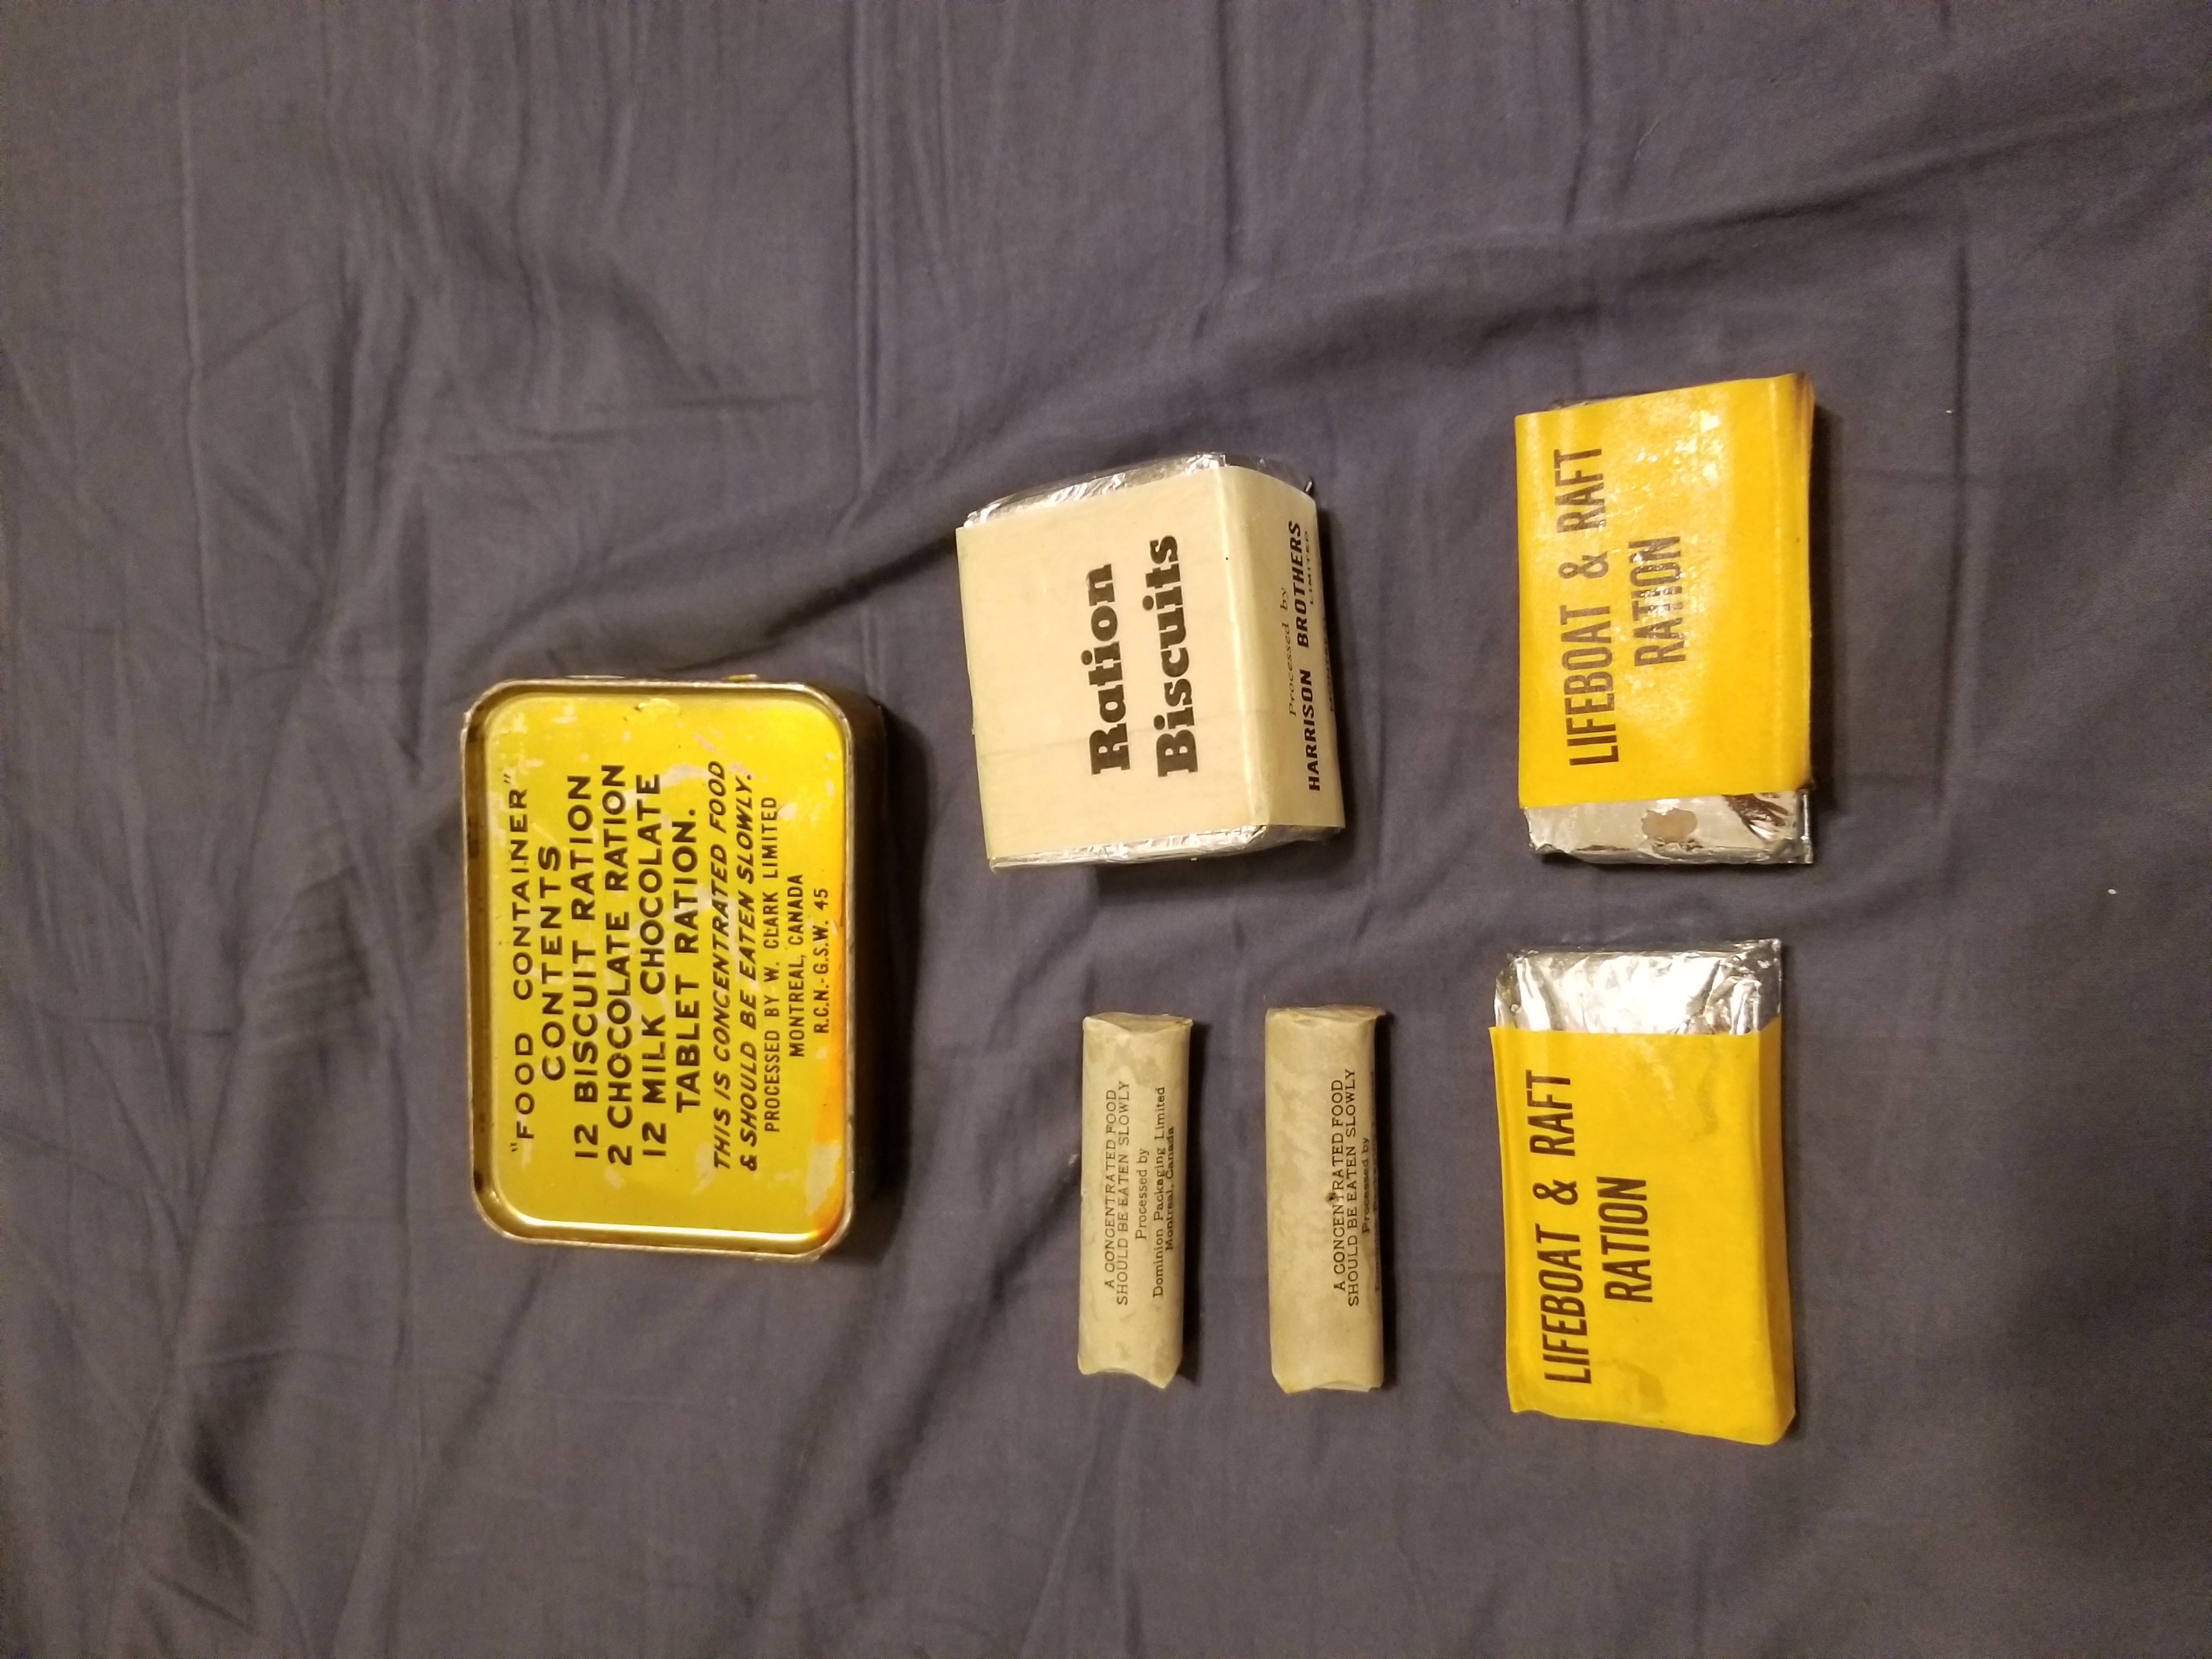 "FOOD CONTAINER"
CONTENTS
12 BISCUIT RATION
2 CHOCOLATE RATION
12 MILK CHOCOLATE
TABLET RATION.
THIS IS CONCENTRATED FOOD
& SHOULD BE EATEN SLOWLY.
PROCESSED BY W. CLARK LIMITED
MONTREAL, CANADA
R.C.N.-G.S.W. 45
Ration
Biscuits
Processed by
HARRISON BROTHERS
LIMITED
A CONCENTRATED FOOD
SHOULD BE EATEN SLOWLY
Processed by
Dominion Packaging Limited
Montreal, Canada
A CONCENTRATED FOOD
SHOULD BE EATEN SLOWLY
Processed by
LIFEBOAT & RAFT
RATION
LIFEBOAT & RAFT
RATION